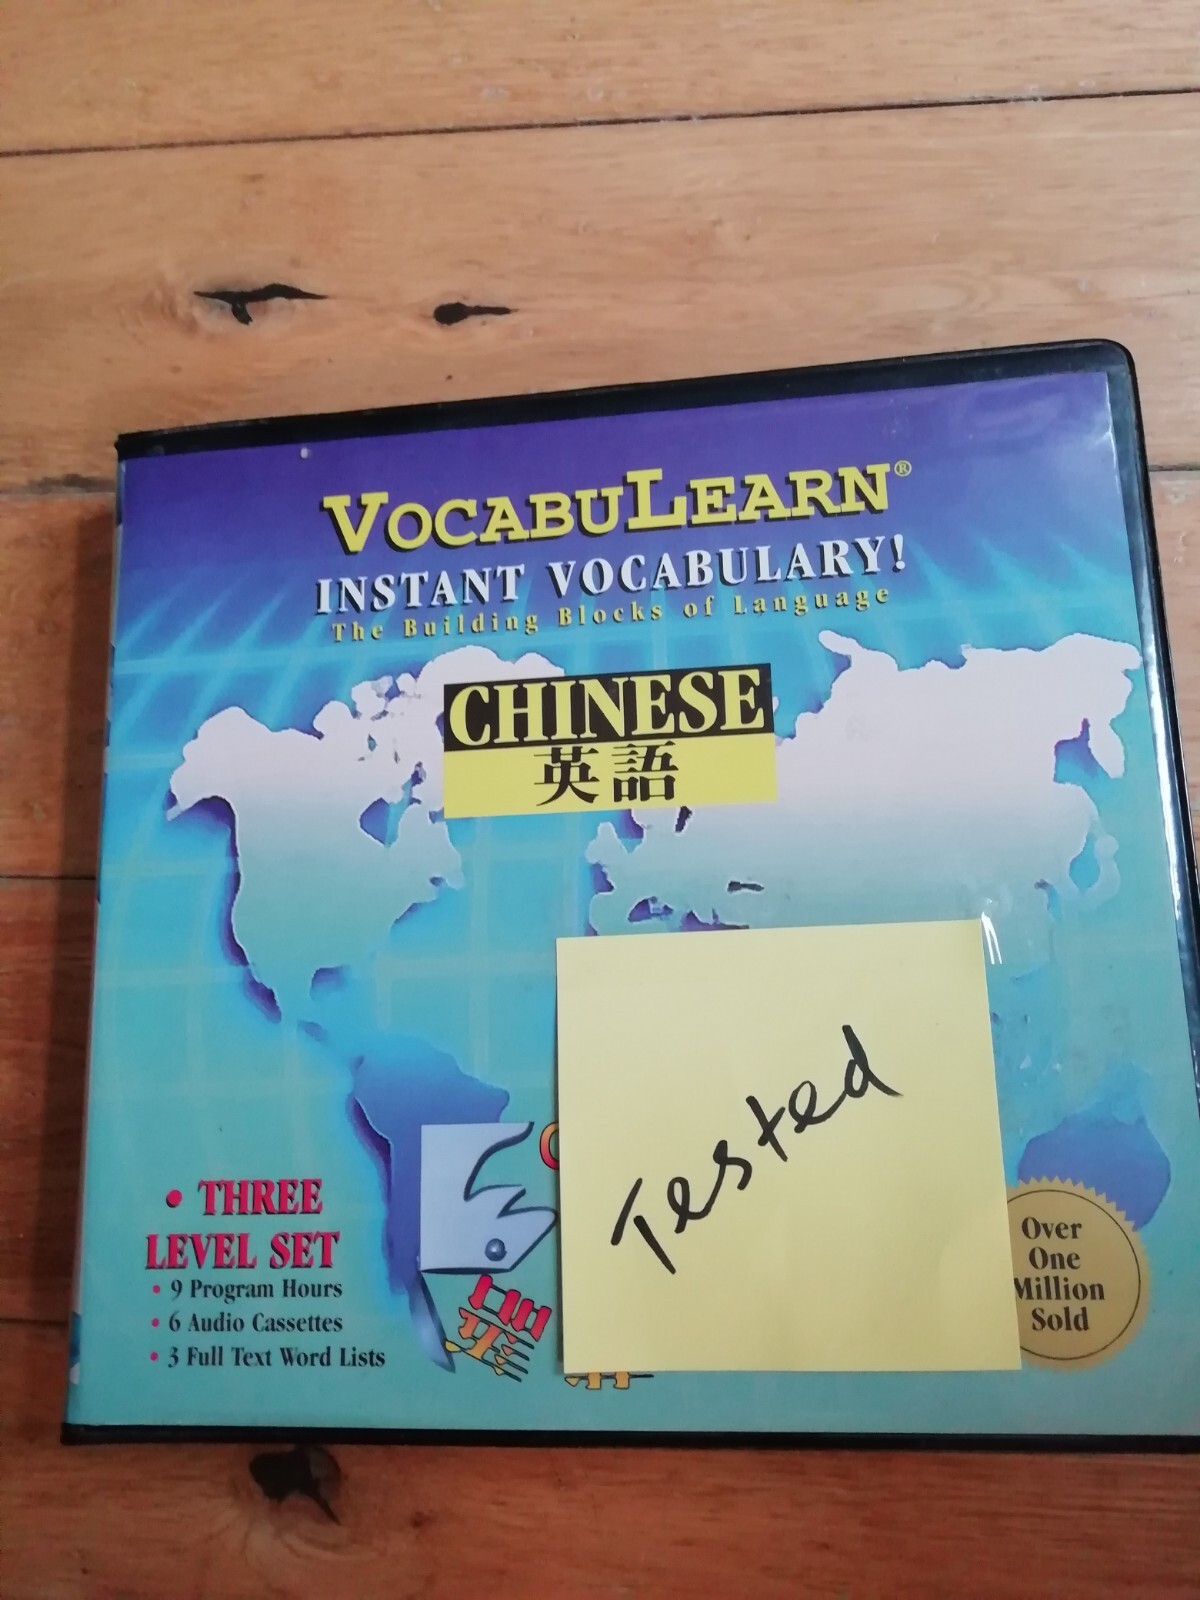 VOCABULEARN®
INSTANT VOCABULARY!
The Building Blocks of Language
CHINESE
英語
Tested
• THREE
LEVEL SET
• 9 Program Hours
• 6 Audio Cassettes
• 3 Full Text Word Lists
Over
One
Million
Sold